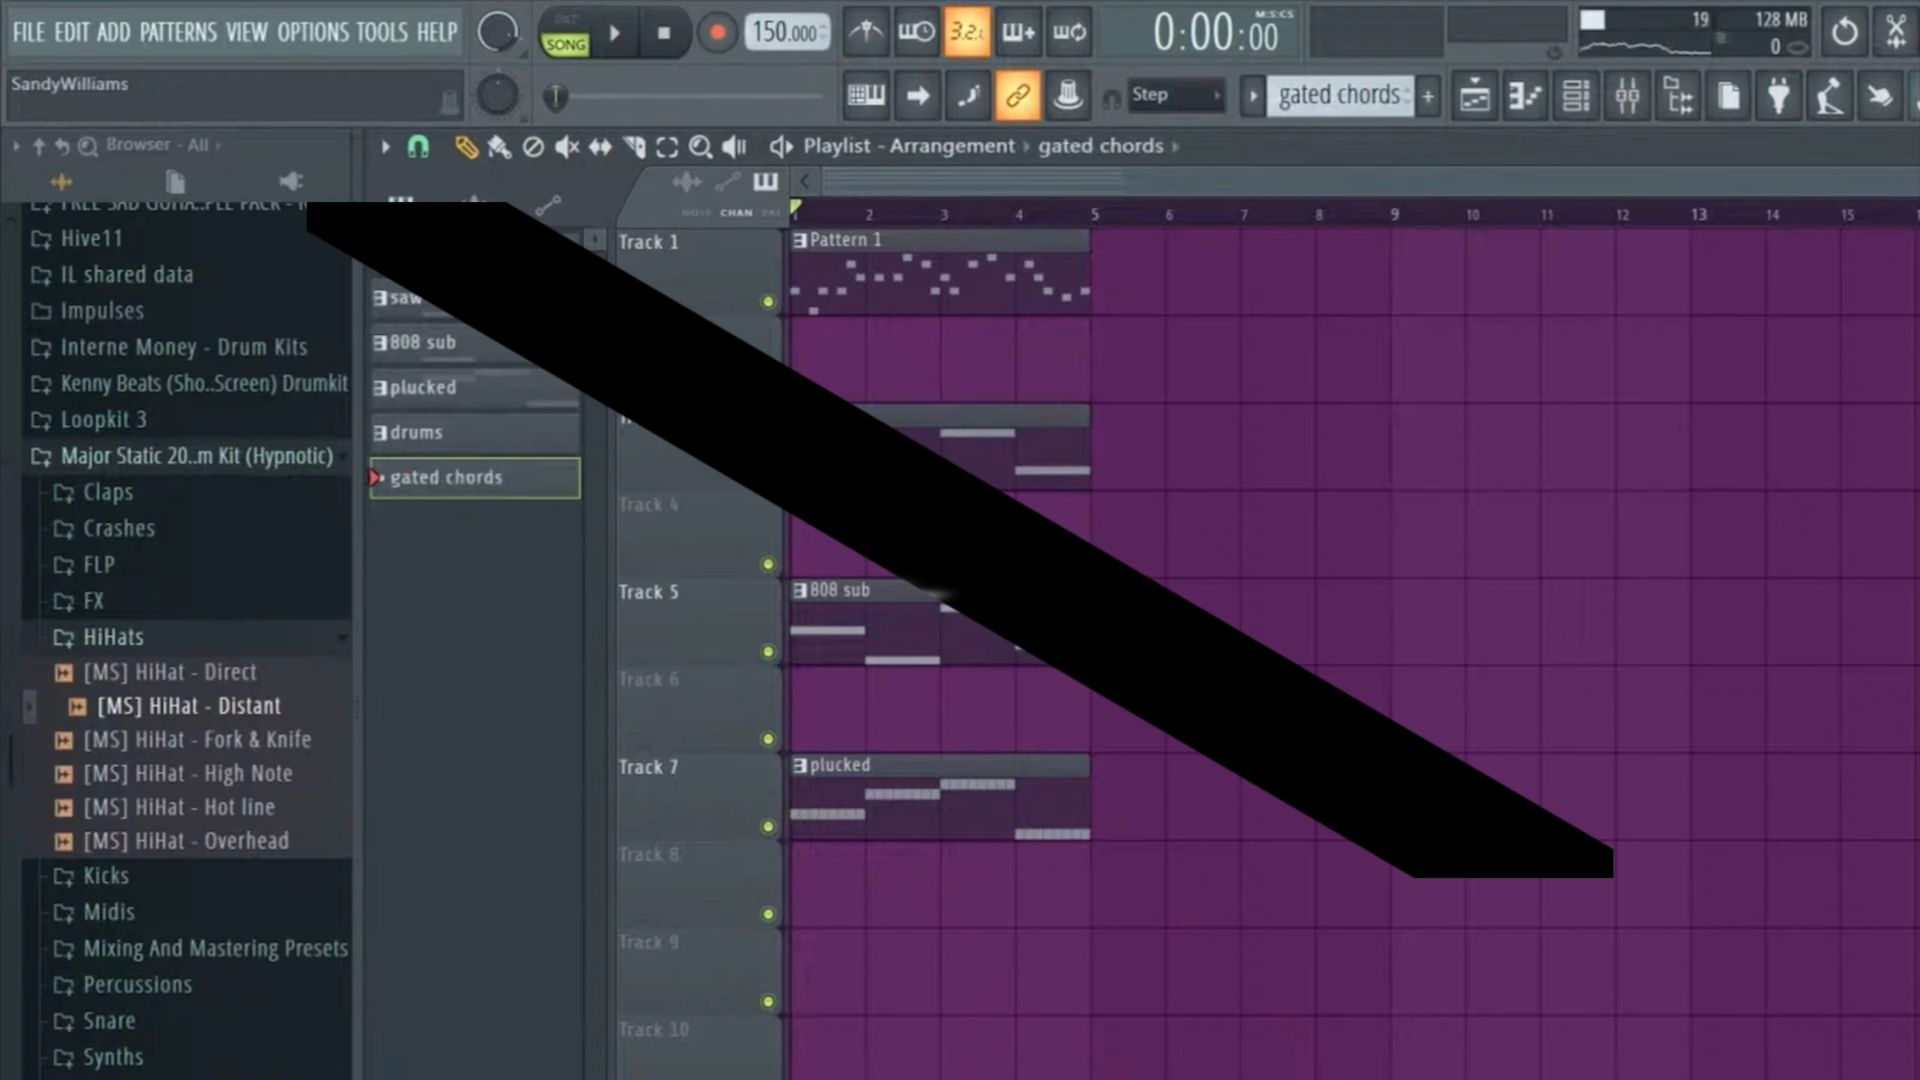 FILE EDIT ADD PATTERNS VIEW OPTIONS TOOLS HELP
PAT
SONG
150.000
3.2.
0:00:00
M:S:CS
19
128 MB
0
SandyWilliams
Step
gated chords
+
Browser - All
Playlist - Arrangement › gated chords ›
NOTE CHAN PAT
2 3 4 5 6 7 8 9 10 11 12 13 14 15
Hive11
IL shared data
Impulses
Interne Money - Drum Kits
Kenny Beats (Sho..Screen) Drumkit
Loopkit 3
Major Static 20..m Kit (Hypnotic)
Claps
Crashes
FLP
FX
HiHats
[MS] HiHat - Direct
[MS] HiHat - Distant
[MS] HiHat - Fork & Knife
[MS] HiHat - High Note
[MS] HiHat - Hot line
[MS] HiHat - Overhead
Kicks
Midis
Mixing And Mastering Presets
Percussions
Snare
Synths
saw
808 sub
plucked
drums
gated chords
Track 1
Pattern 1
Track 4
Track 5
808 sub
Track 6
Track 7
plucked
Track 8
Track 9
Track 10